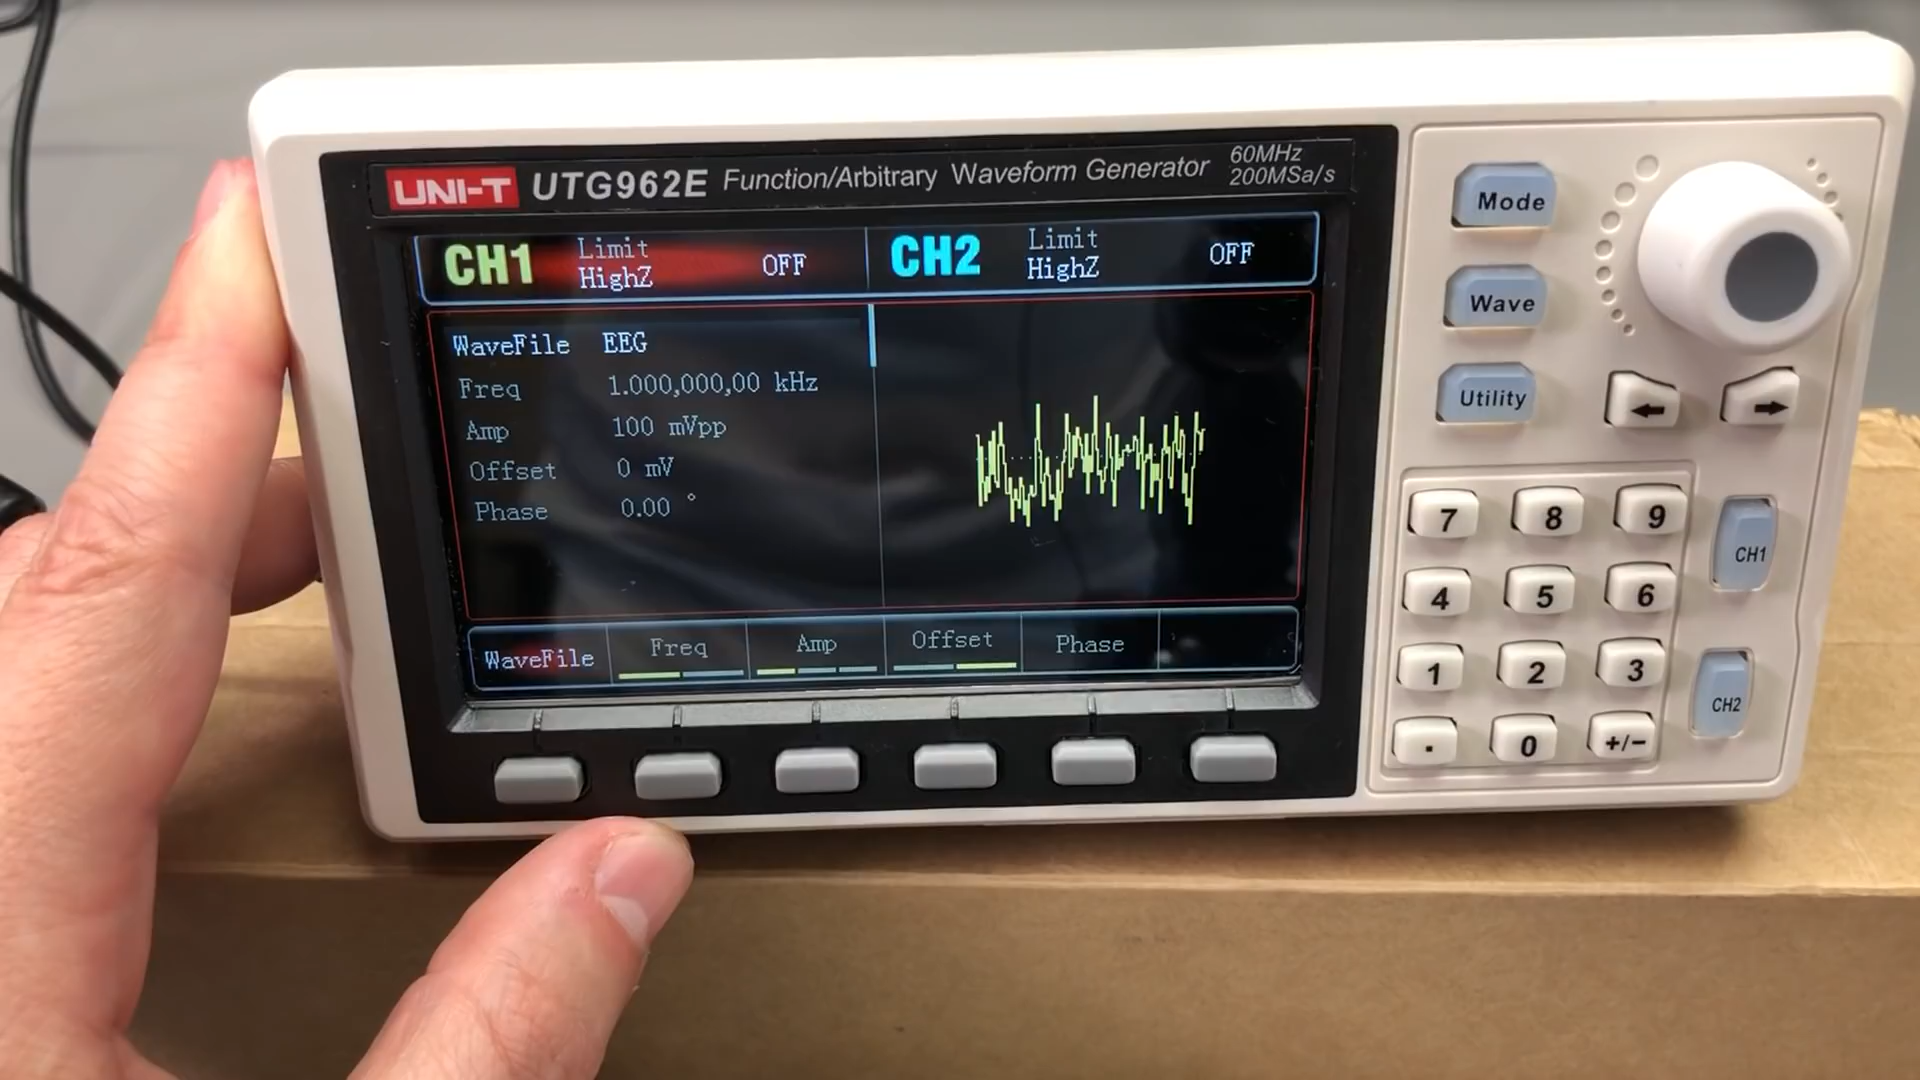 UNI-T UTG962E Function/Arbitrary Waveform Generator 60MHz
200MSa/s
CH1 Limit HighZ OFF
CH2 Limit HighZ OFF
WaveFile EEG
Freq 1.000,000,00 kHz
Amp 100 mVpp
Offset 0 mV
Phase 0.00 °
WaveFile Freq Amp Offset Phase
Mode
Wave
Utility
← →
7 8 9
4 5 6
1 2 3
. 0 +/-
CH1
CH2